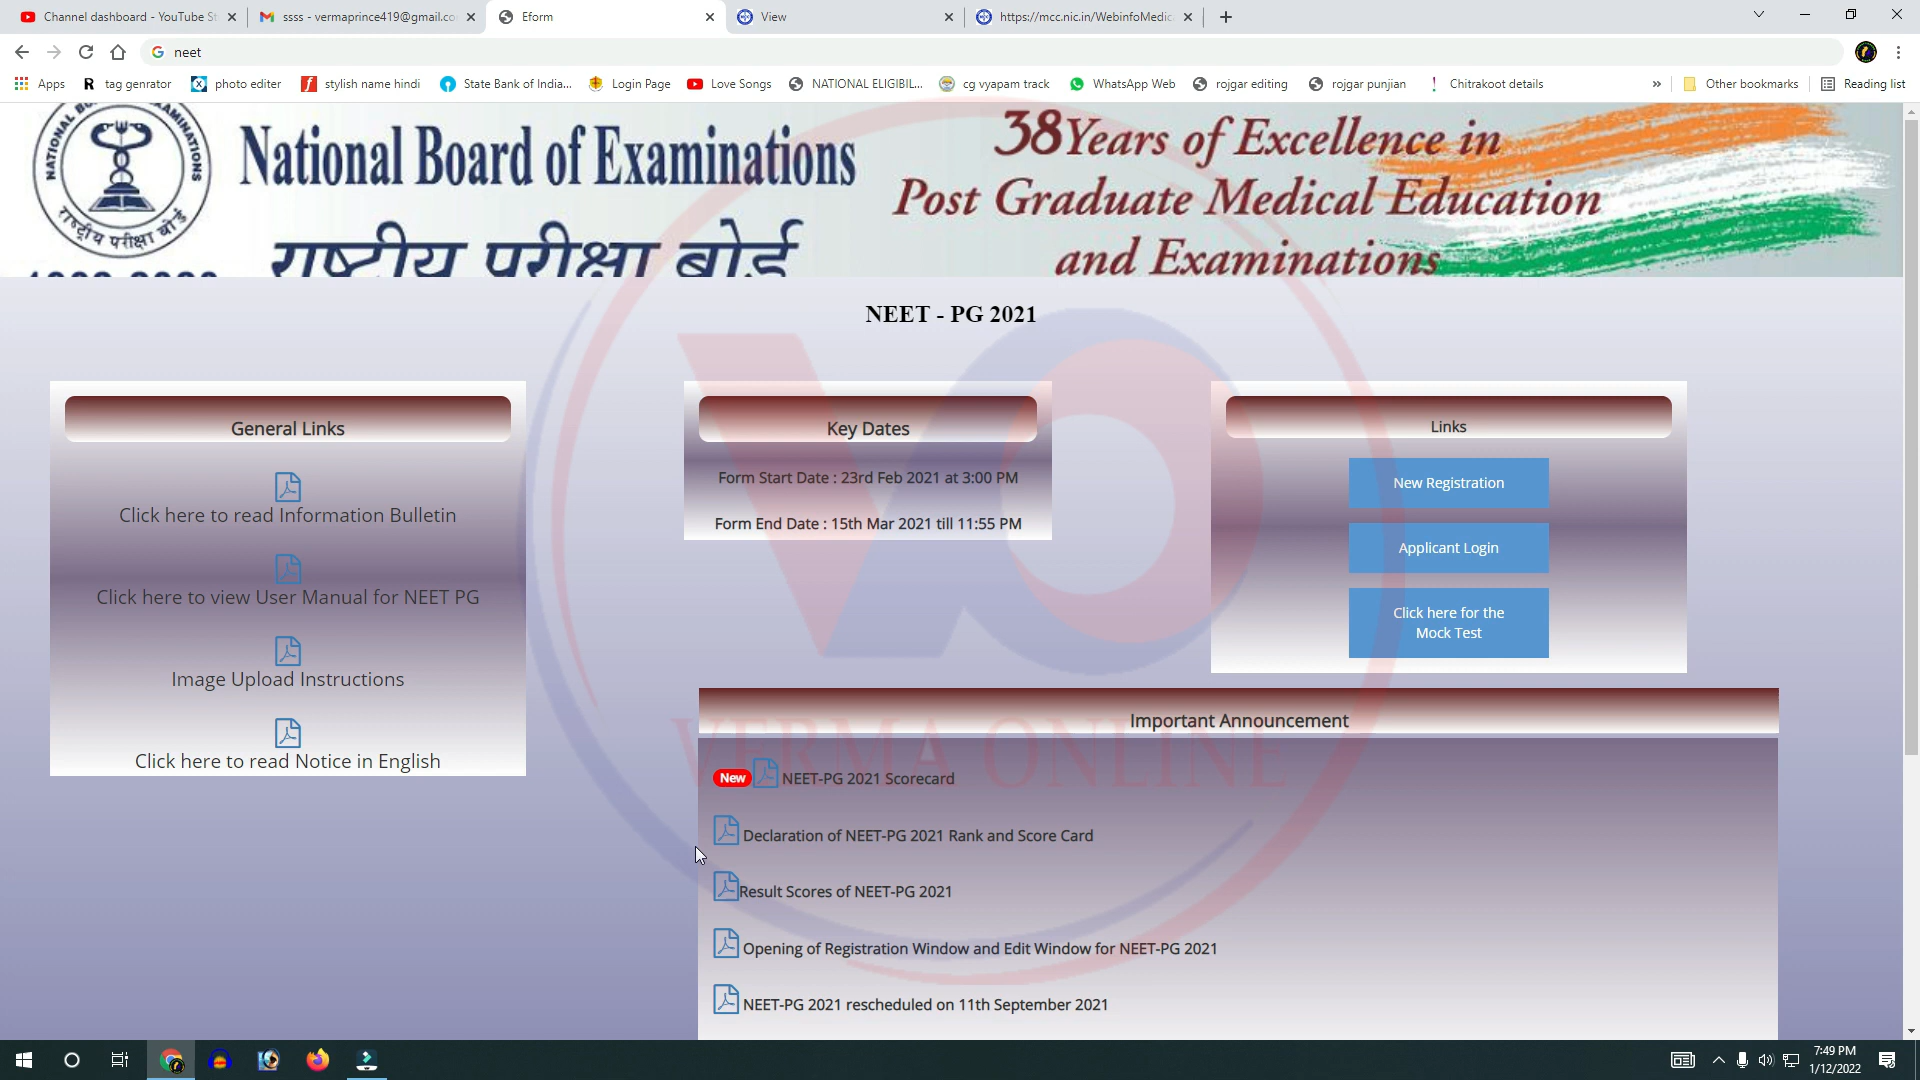 Channel dashboard - YouTube St
ssss - vermaprince419@gmail.co
Eform
View
https://mcc.nic.in/WebinfoMedic
neet
Apps
R tag genrator
photo editer
stylish name hindi
State Bank of India...
Login Page
Love Songs
NATIONAL ELIGIBIL...
cg vyapam track
WhatsApp Web
rojgar editing
rojgar punjian
Chitrakoot details
»
Other bookmarks
Reading list
NATIONAL BOARD OF EXAMINATIONS
राष्ट्रीय परीक्षा बोर्ड
National Board of Examinations
राष्ट्रीय परीक्षा बोर्ड
38 Years of Excellence in
Post Graduate Medical Education
and Examinations
NEET - PG 2021
General Links
Click here to read Information Bulletin
Click here to view User Manual for NEET PG
Image Upload Instructions
Click here to read Notice in English
Key Dates
Form Start Date : 23rd Feb 2021 at 3:00 PM
Form End Date : 15th Mar 2021 till 11:55 PM
Links
New Registration
Applicant Login
Click here for the
Mock Test
Important Announcement
New NEET-PG 2021 Scorecard
Declaration of NEET-PG 2021 Rank and Score Card
Result Scores of NEET-PG 2021
Opening of Registration Window and Edit Window for NEET-PG 2021
NEET-PG 2021 rescheduled on 11th September 2021
VO
VERMA ONLINE
7:49 PM
1/12/2022